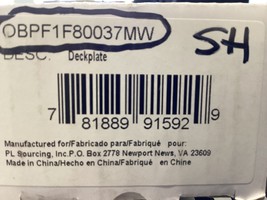 OBPF1F80037MW
SH
DESC: Deckplate
7 81889 91592 9
Manufactured for/Fabricado para/Fabriqué pour:
PL Sourcing, Inc.P.O. Box 2778 Newport News, VA 23609
Made in China/Hecho en China/Fabriqué en Chine